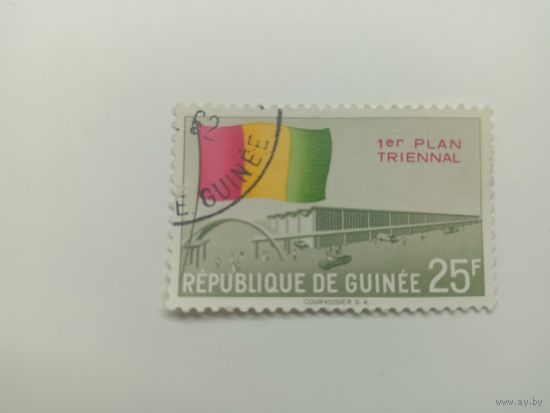 62
E GUINÉE
1er PLAN
TRIENNAL
RÉPUBLIQUE DE GUINÉE 25F
COURVOISIER S.A.
www.ay.by